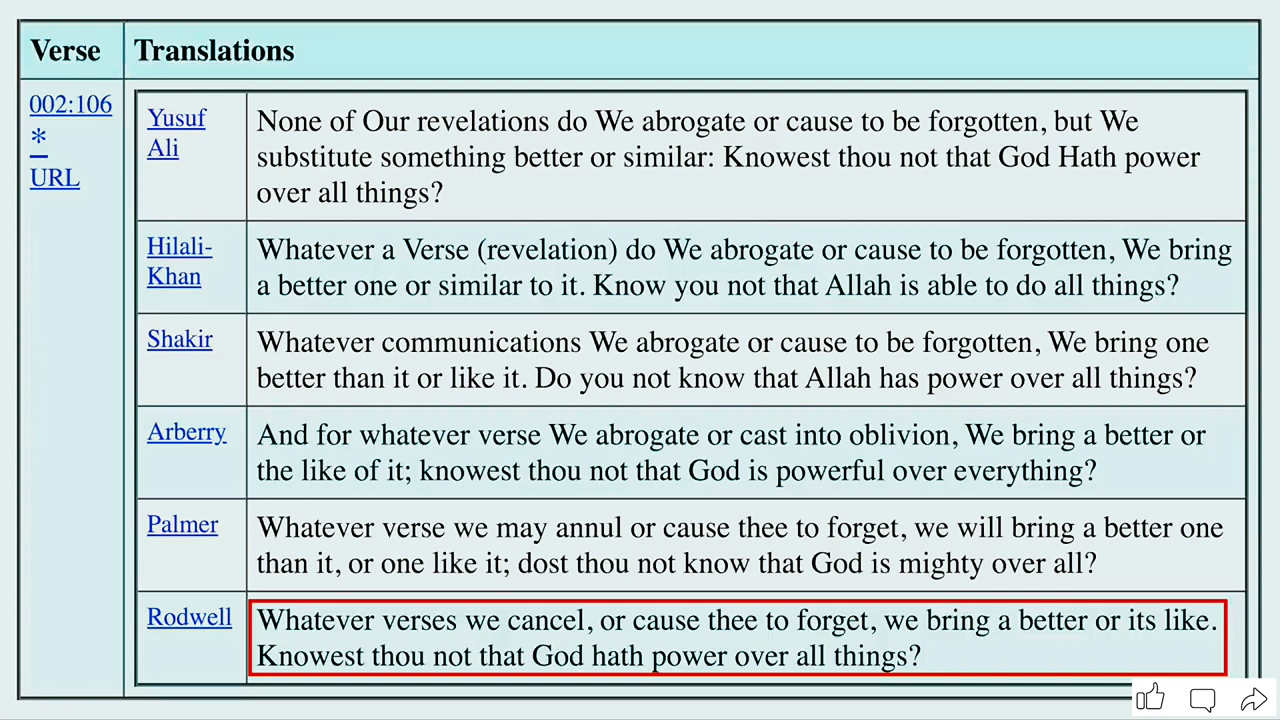 Verse Translations
002:106
*
URL
Yusuf
Ali
None of Our revelations do We abrogate or cause to be forgotten, but We
substitute something better or similar: Knowest thou not that God Hath power
over all things?
Hilali-
Khan
Whatever a Verse (revelation) do We abrogate or cause to be forgotten, We bring
a better one or similar to it. Know you not that Allah is able to do all things?
Shakir
Whatever communications We abrogate or cause to be forgotten, We bring one
better than it or like it. Do you not know that Allah has power over all things?
Arberry
And for whatever verse We abrogate or cast into oblivion, We bring a better or
the like of it; knowest thou not that God is powerful over everything?
Palmer
Whatever verse we may annul or cause thee to forget, we will bring a better one
than it, or one like it; dost thou not know that God is mighty over all?
Rodwell
Whatever verses we cancel, or cause thee to forget, we bring a better or its like.
Knowest thou not that God hath power over all things?